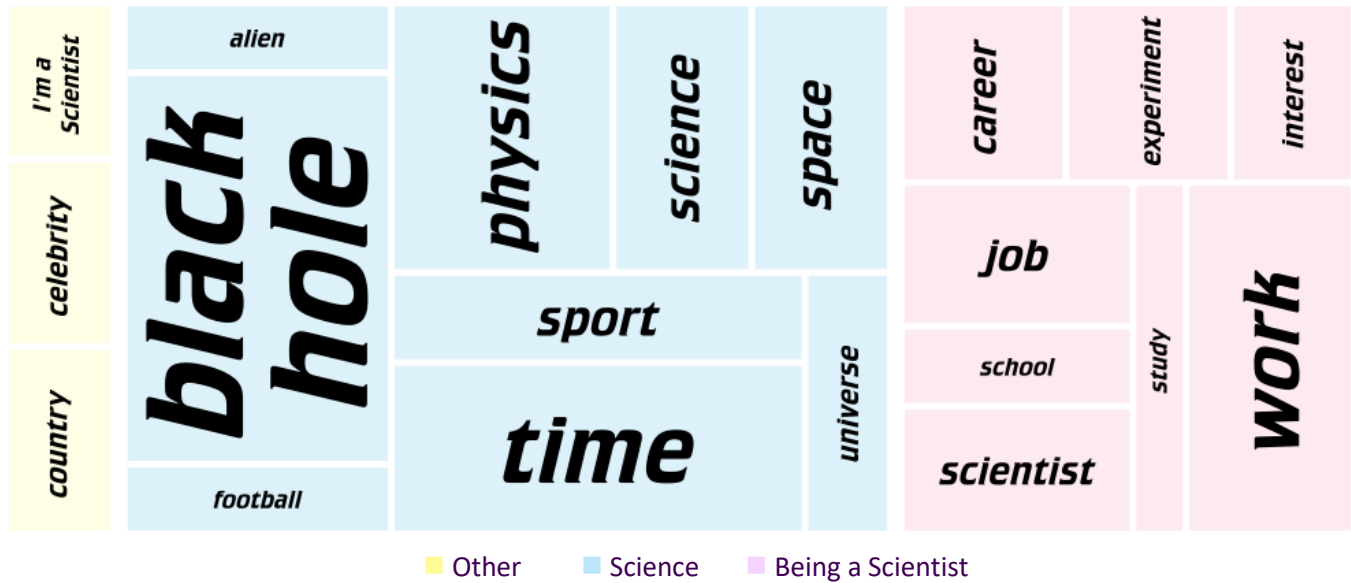 I'm a
Scientist
celebrity
country
alien
black
hole
football
physics
science
space
sport
time
universe
career
experiment
interest
job
school
scientist
study
work
Other
Science
Being a Scientist